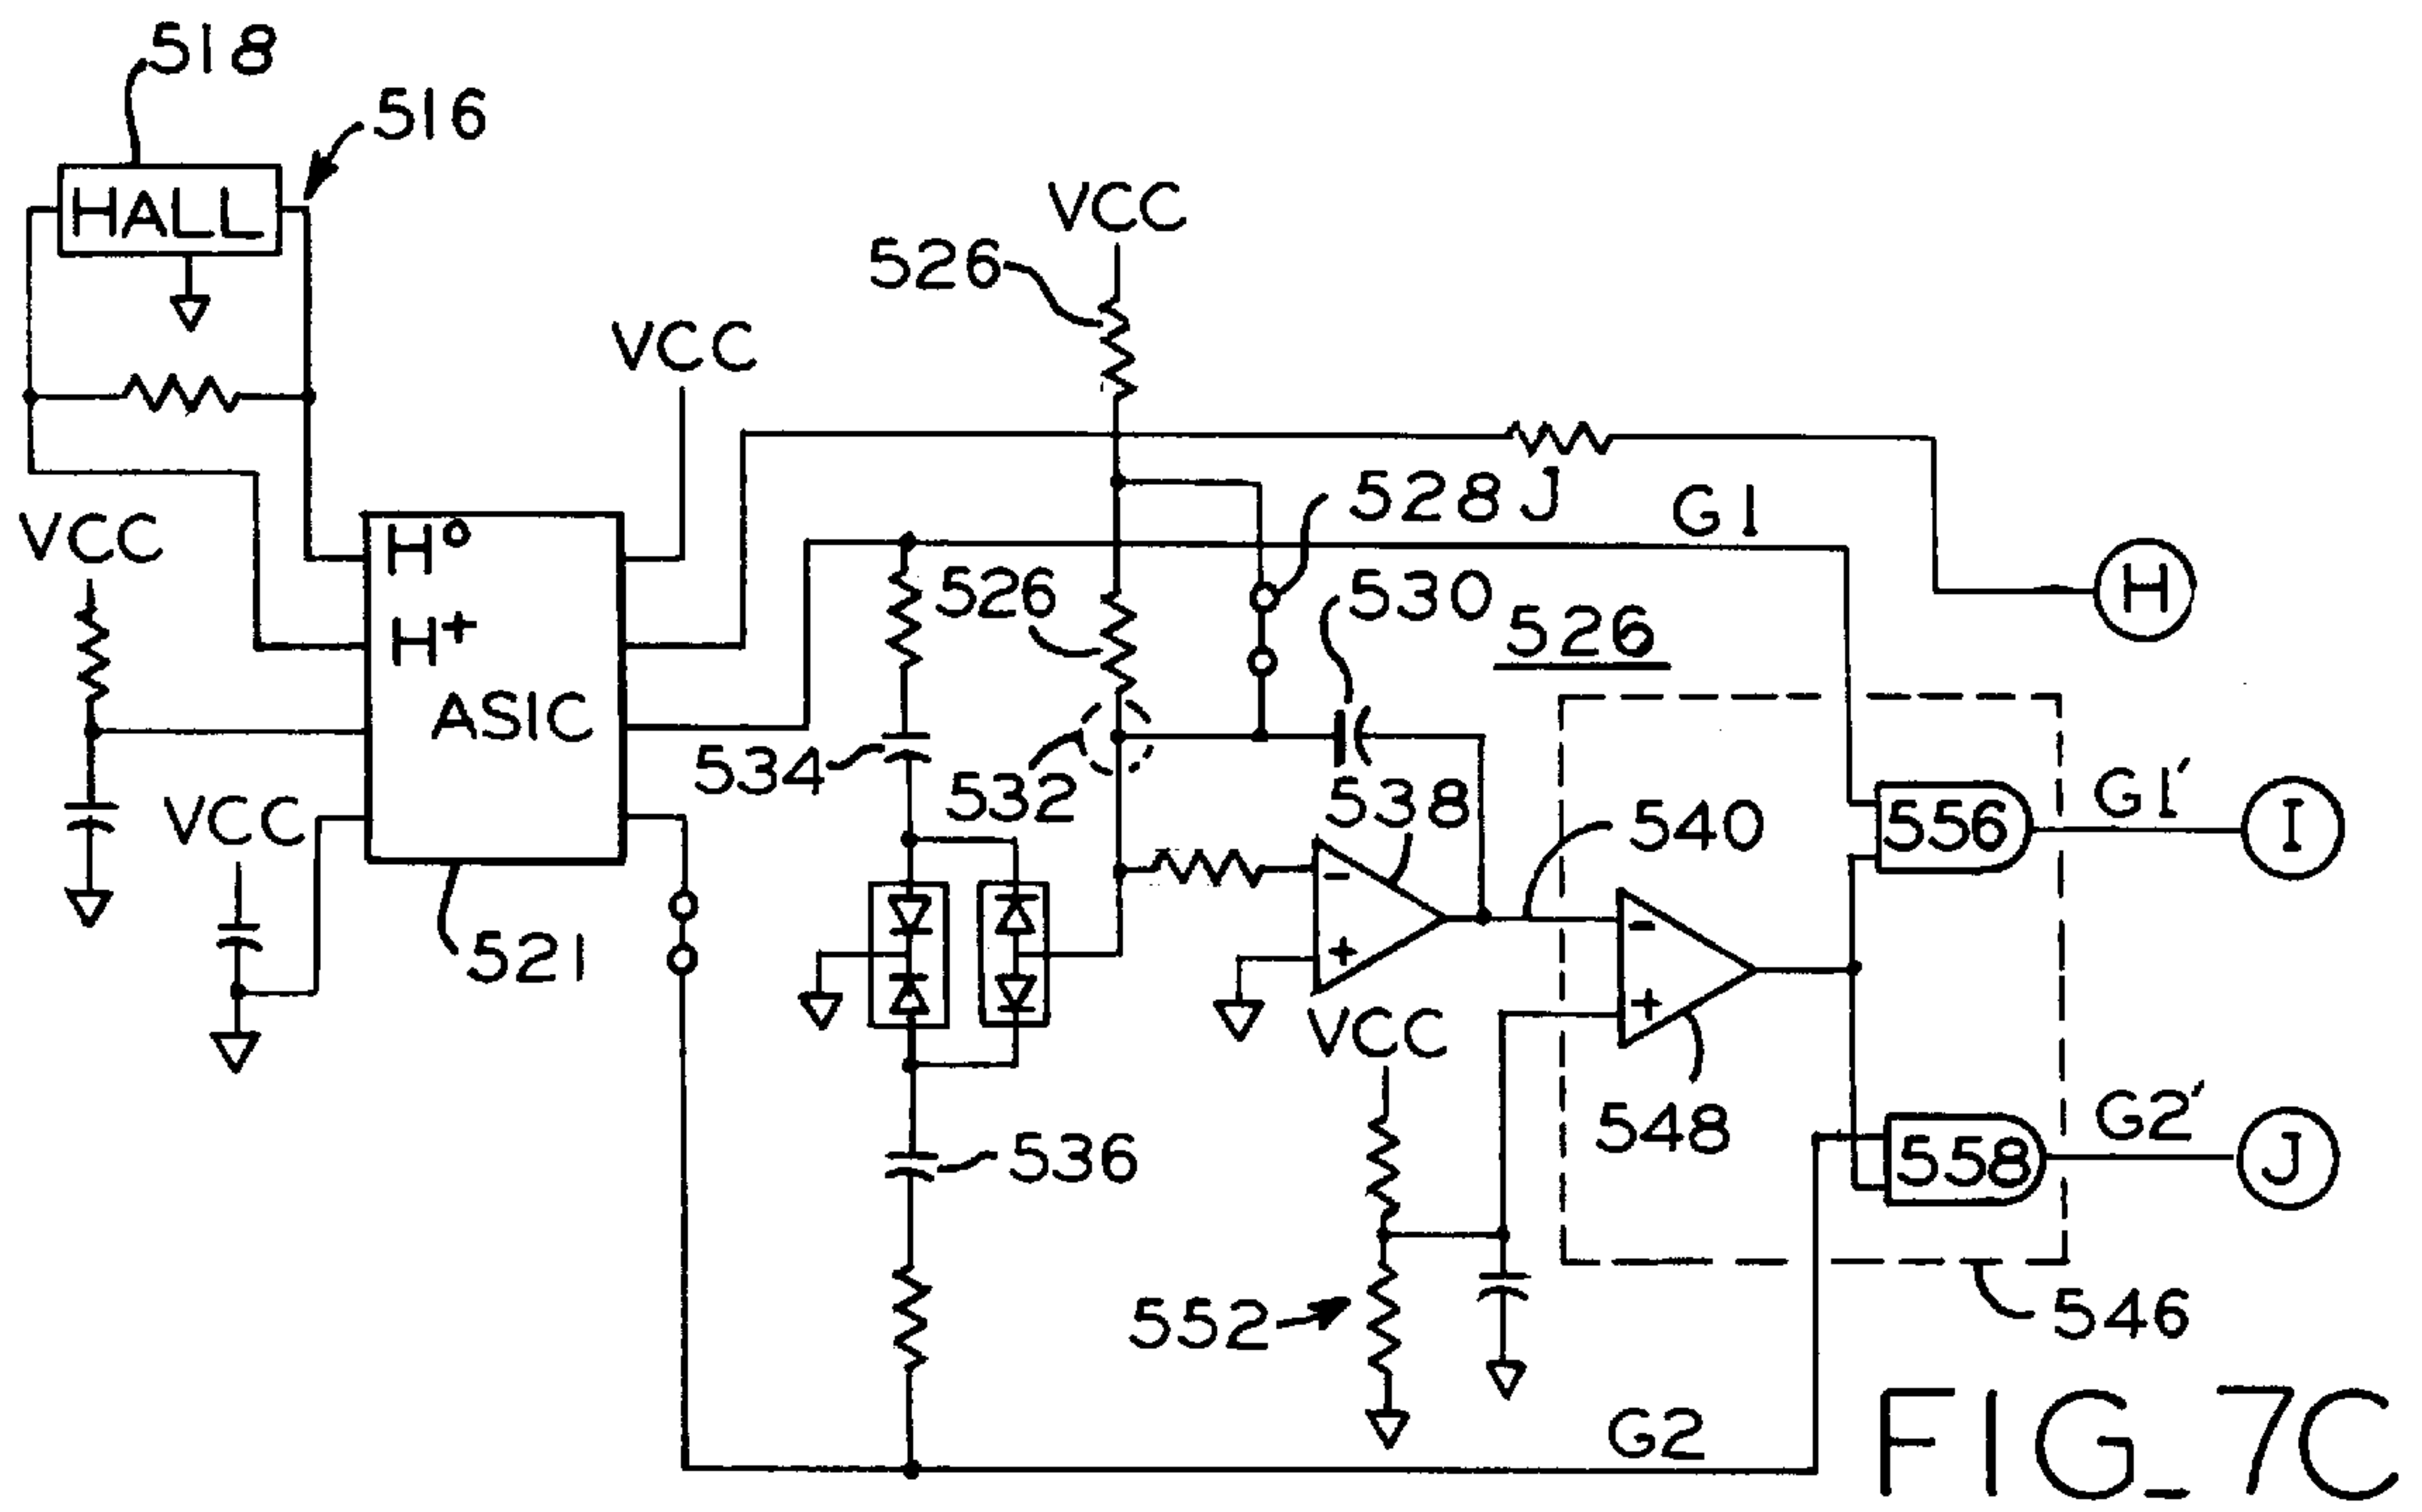 518
516
HALL
VCC
526
VCC
528J
G1
VCC
H°
H+
ASIC
526
530
526
H
534
532
538
540
556
G1′
I
VCC
521
-
+
-
+
VCC
548
558
G2′
J
536
552
546
G2
FIG_7C